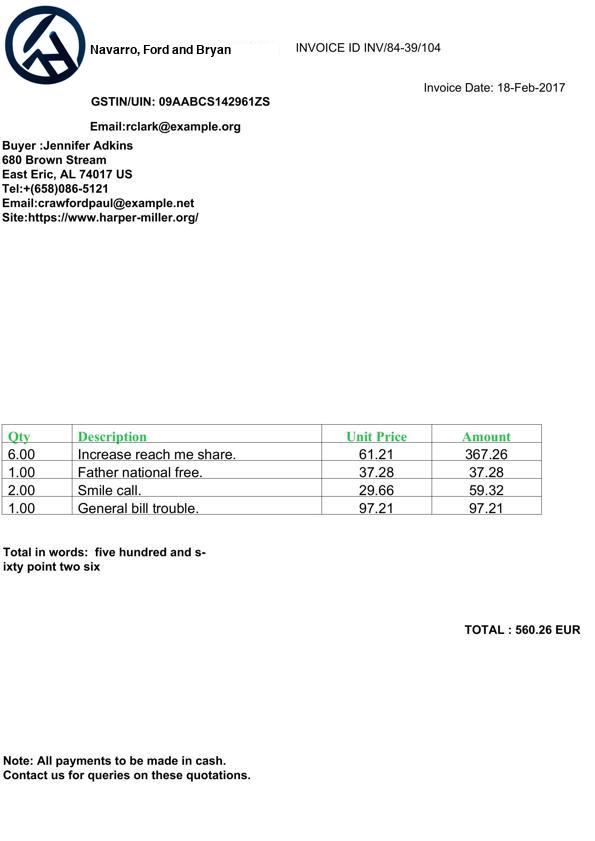 Navarro, Ford and Bryan
INVOICE ID INV/84-39/104
Invoice Date: 18-Feb-2017
GSTIN/UIN: 09AABCS142961ZS
Email:rclark@example.org
Buyer :Jennifer Adkins
680 Brown Stream
East Eric, AL 74017 US
Tel:+(658)086-5121
Email:crawfordpaul@example.net
Site:https://www.harper-miller.org/
Qty Description Unit Price Amount
6.00 Increase reach me share. 61.21 367.26
1.00 Father national free. 37.28 37.28
2.00 Smile call. 29.66 59.32
1.00 General bill trouble. 97.21 97.21
Total in words:  five hundred and s-
ixty point two six
TOTAL : 560.26 EUR
Note: All payments to be made in cash.
Contact us for queries on these quotations.